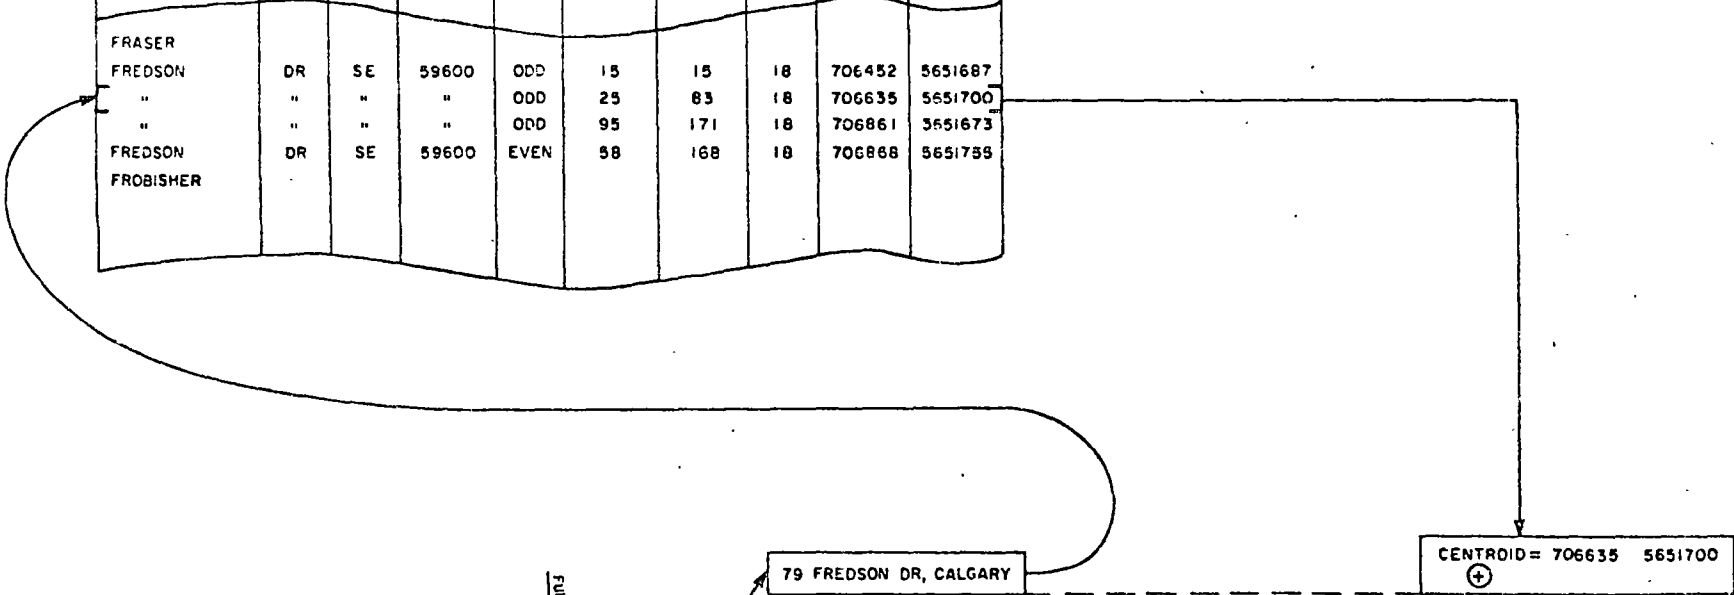 FRASER
FREDSON DR SE 59600 ODD 15 15 18 706452 5651687
" " " " ODD 25 83 18 706635 5651700
" " " " ODD 95 171 18 706861 5651673
FREDSON DR SE 59600 EVEN 58 168 18 706868 5651755
FROBISHER
79 FREDSON DR, CALGARY
CENTROID = 706635 5651700